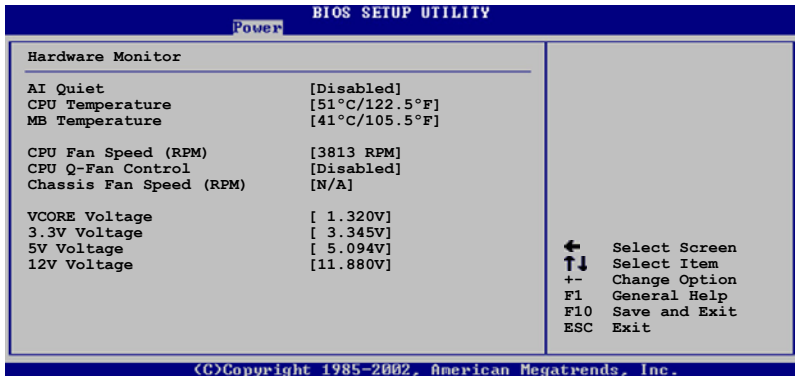 BIOS SETUP UTILITY
Power
Hardware Monitor
AI Quiet [Disabled]
CPU Temperature [51°C/122.5°F]
MB Temperature [41°C/105.5°F]
CPU Fan Speed (RPM) [3813 RPM]
CPU Q-Fan Control [Disabled]
Chassis Fan Speed (RPM) [N/A]
VCORE Voltage [ 1.320V]
3.3V Voltage [ 3.345V]
5V Voltage [ 5.094V]
12V Voltage [11.880V]
← Select Screen
↑↓ Select Item
+- Change Option
F1 General Help
F10 Save and Exit
ESC Exit
(C)Copyright 1985-2002, American Megatrends, Inc.